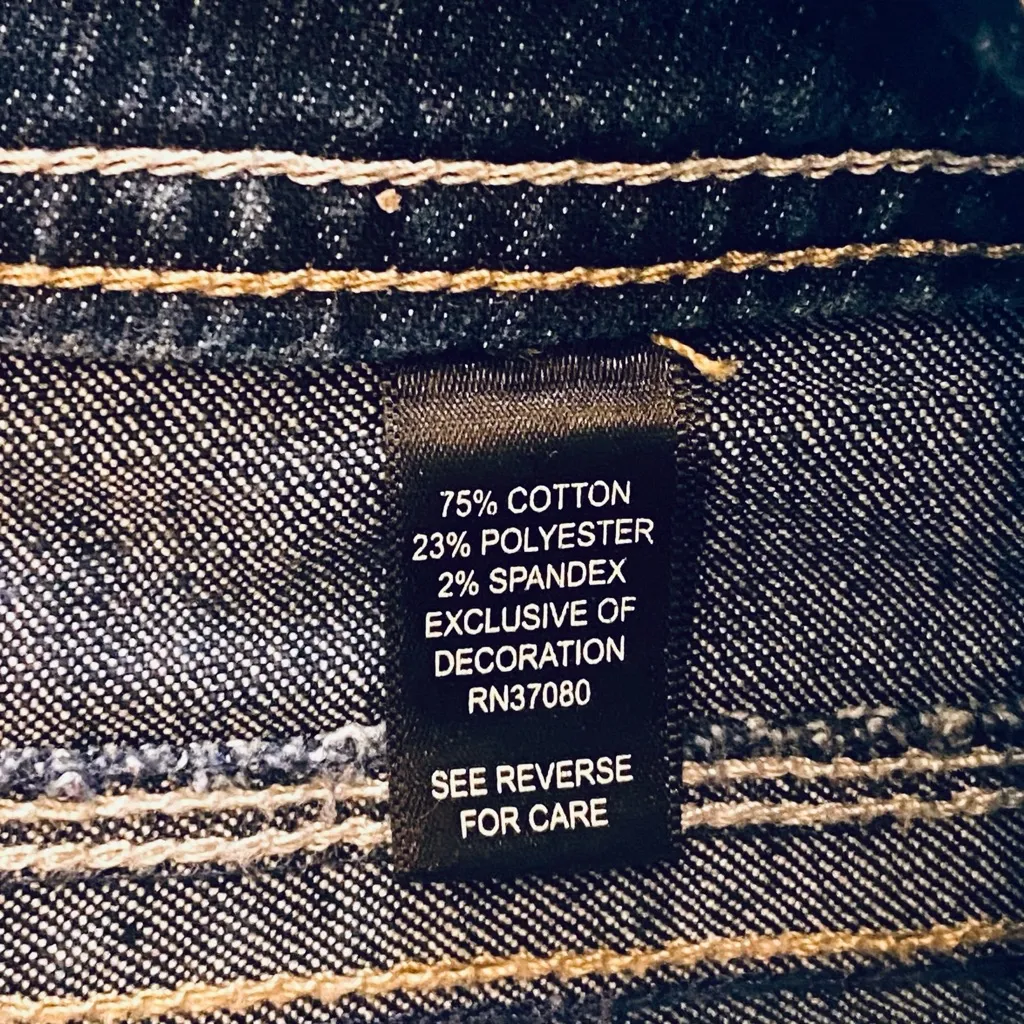 75% COTTON
23% POLYESTER
2% SPANDEX
EXCLUSIVE OF
DECORATION
RN37080
SEE REVERSE
FOR CARE